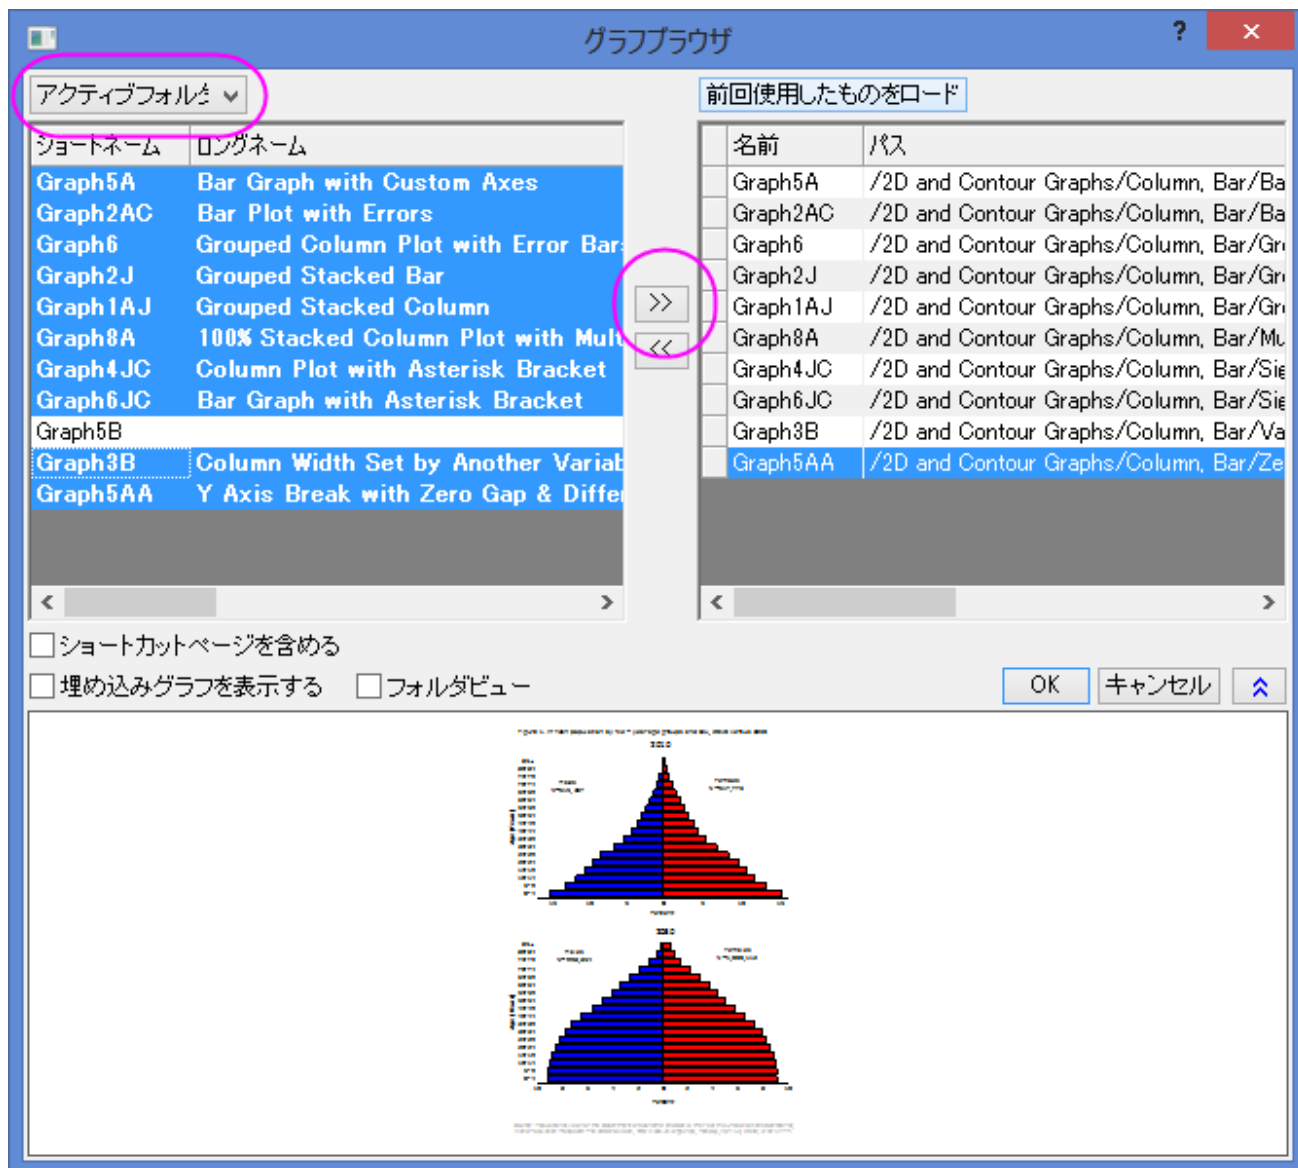 グラフブラウザ
?
アクティブフォルダ
前回使用したものをロード
ショートネーム ロングネーム
Graph5A Bar Graph with Custom Axes
Graph2AC Bar Plot with Errors
Graph6 Grouped Column Plot with Error Bar
Graph2J Grouped Stacked Bar
Graph1AJ Grouped Stacked Column
Graph8A 100% Stacked Column Plot with Mult
Graph4JC Column Plot with Asterisk Bracket
Graph6JC Bar Graph with Asterisk Bracket
Graph5B
Graph3B Column Width Set by Another Variab
Graph5AA Y Axis Break with Zero Gap & Differ
>>
<<
名前 パス
Graph5A /2D and Contour Graphs/Column, Bar/Ba
Graph2AC /2D and Contour Graphs/Column, Bar/Ba
Graph6 /2D and Contour Graphs/Column, Bar/Gr
Graph2J /2D and Contour Graphs/Column, Bar/Gr
Graph1AJ /2D and Contour Graphs/Column, Bar/Gr
Graph8A /2D and Contour Graphs/Column, Bar/Mu
Graph4JC /2D and Contour Graphs/Column, Bar/Sig
Graph6JC /2D and Contour Graphs/Column, Bar/Sig
Graph3B /2D and Contour Graphs/Column, Bar/Va
Graph5AA /2D and Contour Graphs/Column, Bar/Ze
ショートカットページを含める
埋め込みグラフを表示する フォルダビュー
OK キャンセル